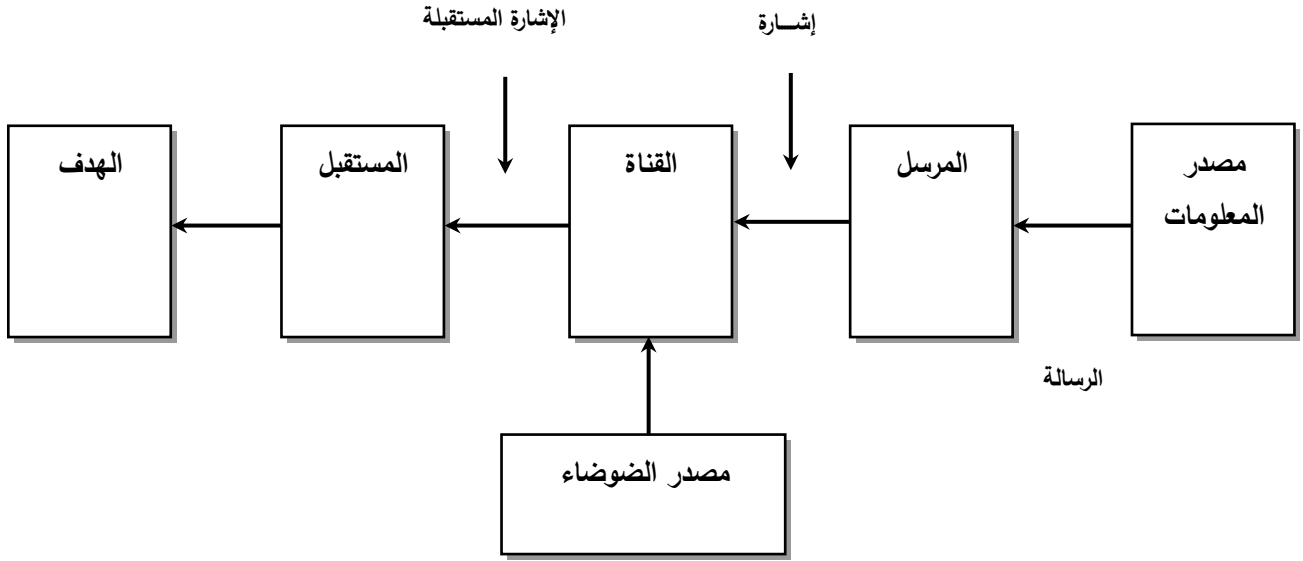 إشـــارة
الإشارة المستقبلة
مصدر
المعلومات
المرسل
القناة
المستقبل
الهدف
الرسالة
مصدر الضوضاء